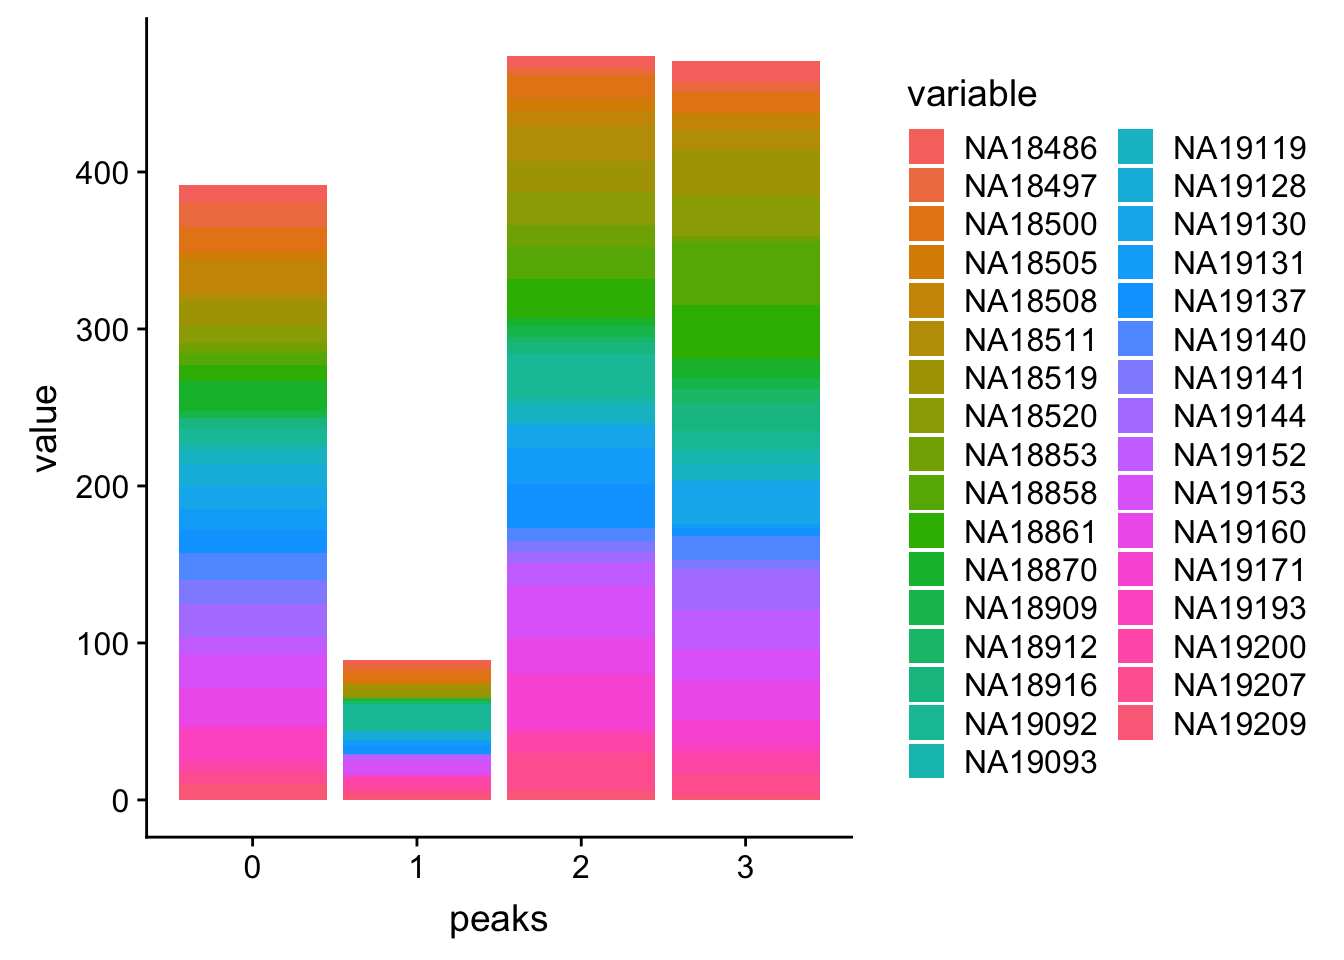 400
300
200
100
0
value
0 1 2 3
peaks
variable
NA18486 NA19119
NA18497 NA19128
NA18500 NA19130
NA18505 NA19131
NA18508 NA19137
NA18511 NA19140
NA18519 NA19141
NA18520 NA19144
NA18853 NA19152
NA18858 NA19153
NA18861 NA19160
NA18870 NA19171
NA18909 NA19193
NA18912 NA19200
NA18916 NA19207
NA19092 NA19209
NA19093